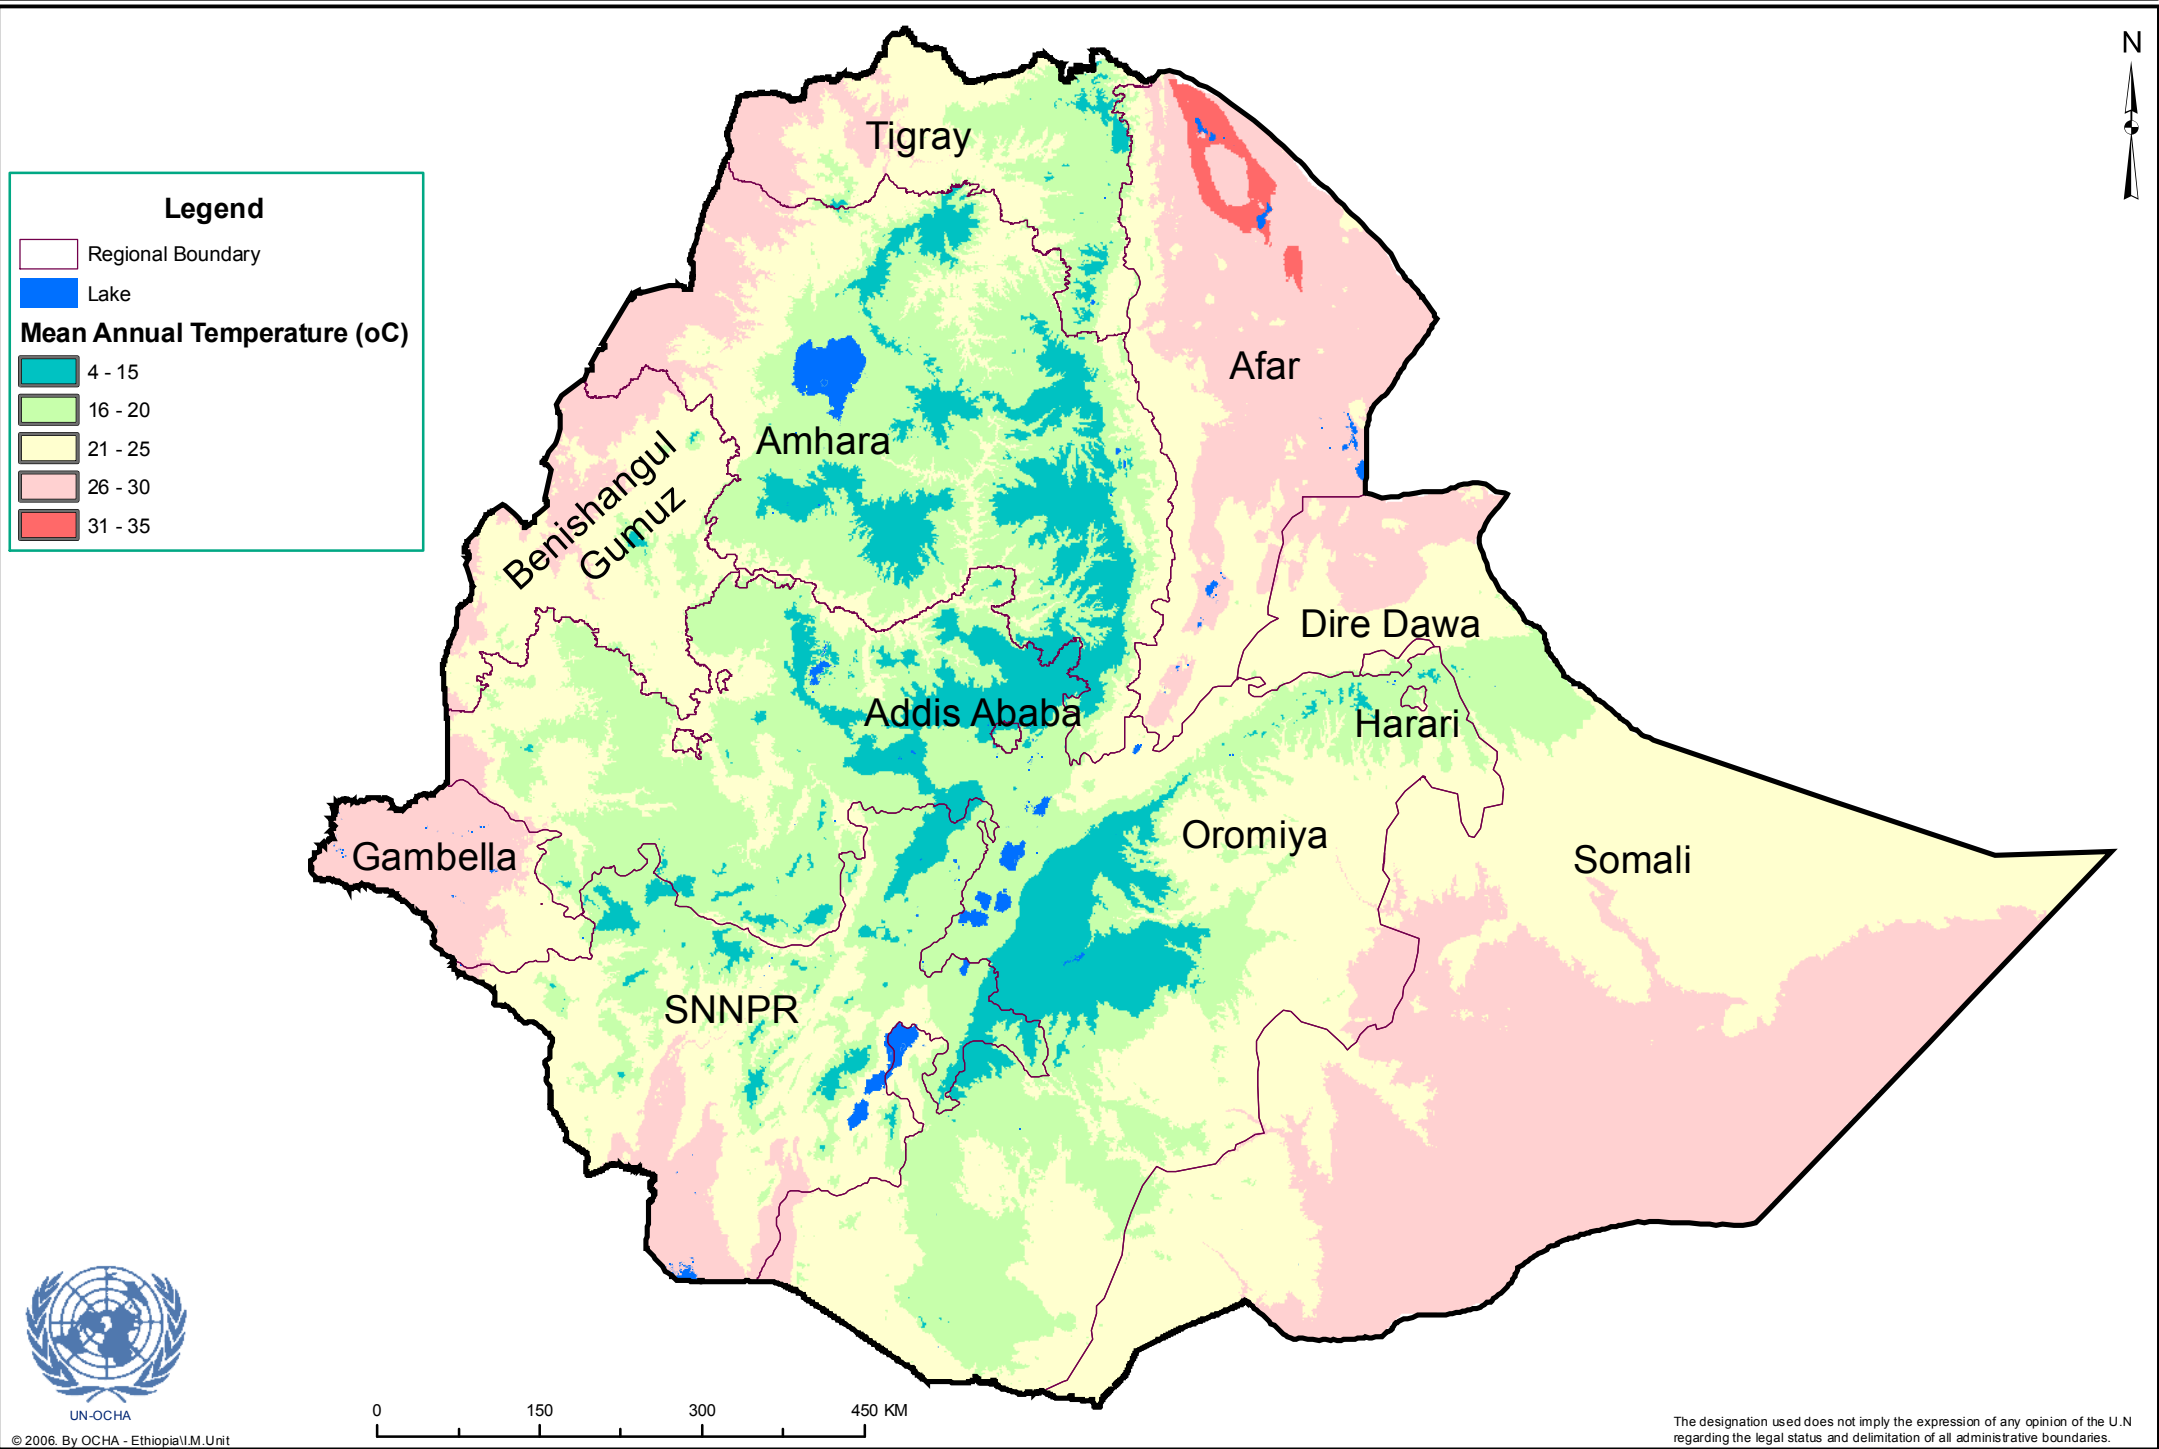 N
Legend
Regional Boundary
Lake
Mean Annual Temperature (oC)
4 - 15
16 - 20
21 - 25
26 - 30
31 - 35
Tigray
Afar
Amhara
Benishangul
Gumuz
Dire Dawa
Addis Ababa
Harari
Oromiya
Somali
Gambella
SNNPR
UN-OCHA
0 150 300 450 KM
© 2006. By OCHA - Ethiopia\I.M.Unit
The designation used does not imply the expression of any opinion of the U.N
regarding the legal status and delimitation of all administrative boundaries.